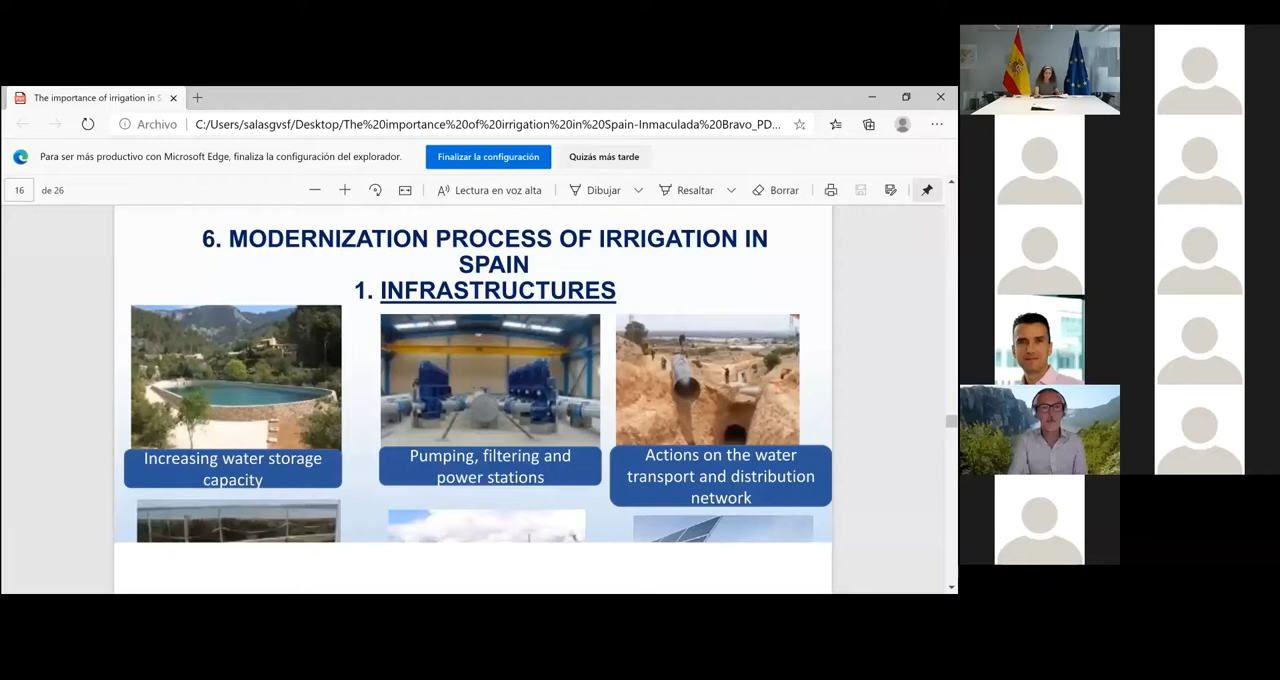 The importance of irrigation in S
Archivo
C:/Users/salasgvsf/Desktop/The%20importance%20of%20irrigation%20in%20Spain-Inmaculada%20Bravo_PD...
Para ser más productivo con Microsoft Edge, finaliza la configuración del explorador.
Finalizar la configuración
Quizás más tarde
16
de 26
Lectura en voz alta
Dibujar
Resaltar
Borrar
6. MODERNIZATION PROCESS OF IRRIGATION IN
SPAIN
1. INFRASTRUCTURES
Increasing water storage
capacity
Pumping, filtering and
power stations
Actions on the water
transport and distribution
network